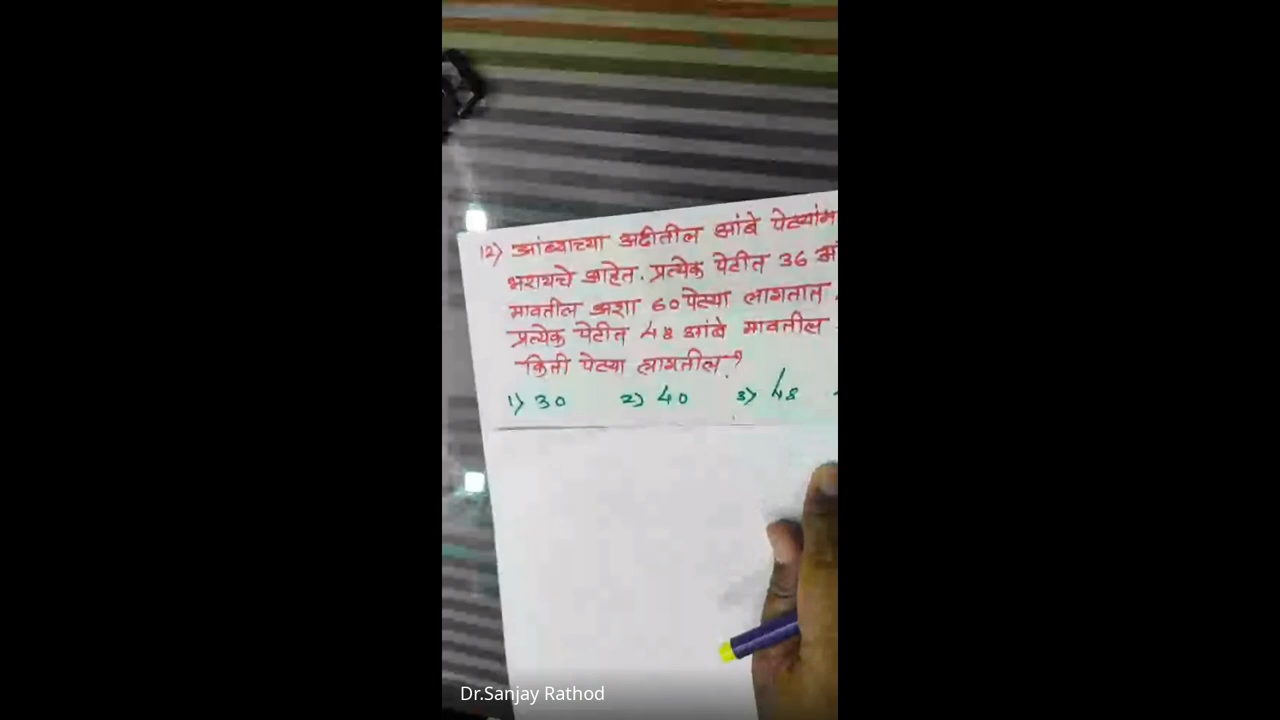 12) आंब्याच्या अढीतील आंबे पेट्यांम
भरायचे आहेत. प्रत्येक पेटीत 36 आं
मावतील अशा 60 पेट्या लागतात.
प्रत्येक पेटीत 48 आंबे मावतील
किती पेट्या लागतील?
1) 30 2) 40 3) 48
Dr.Sanjay Rathod